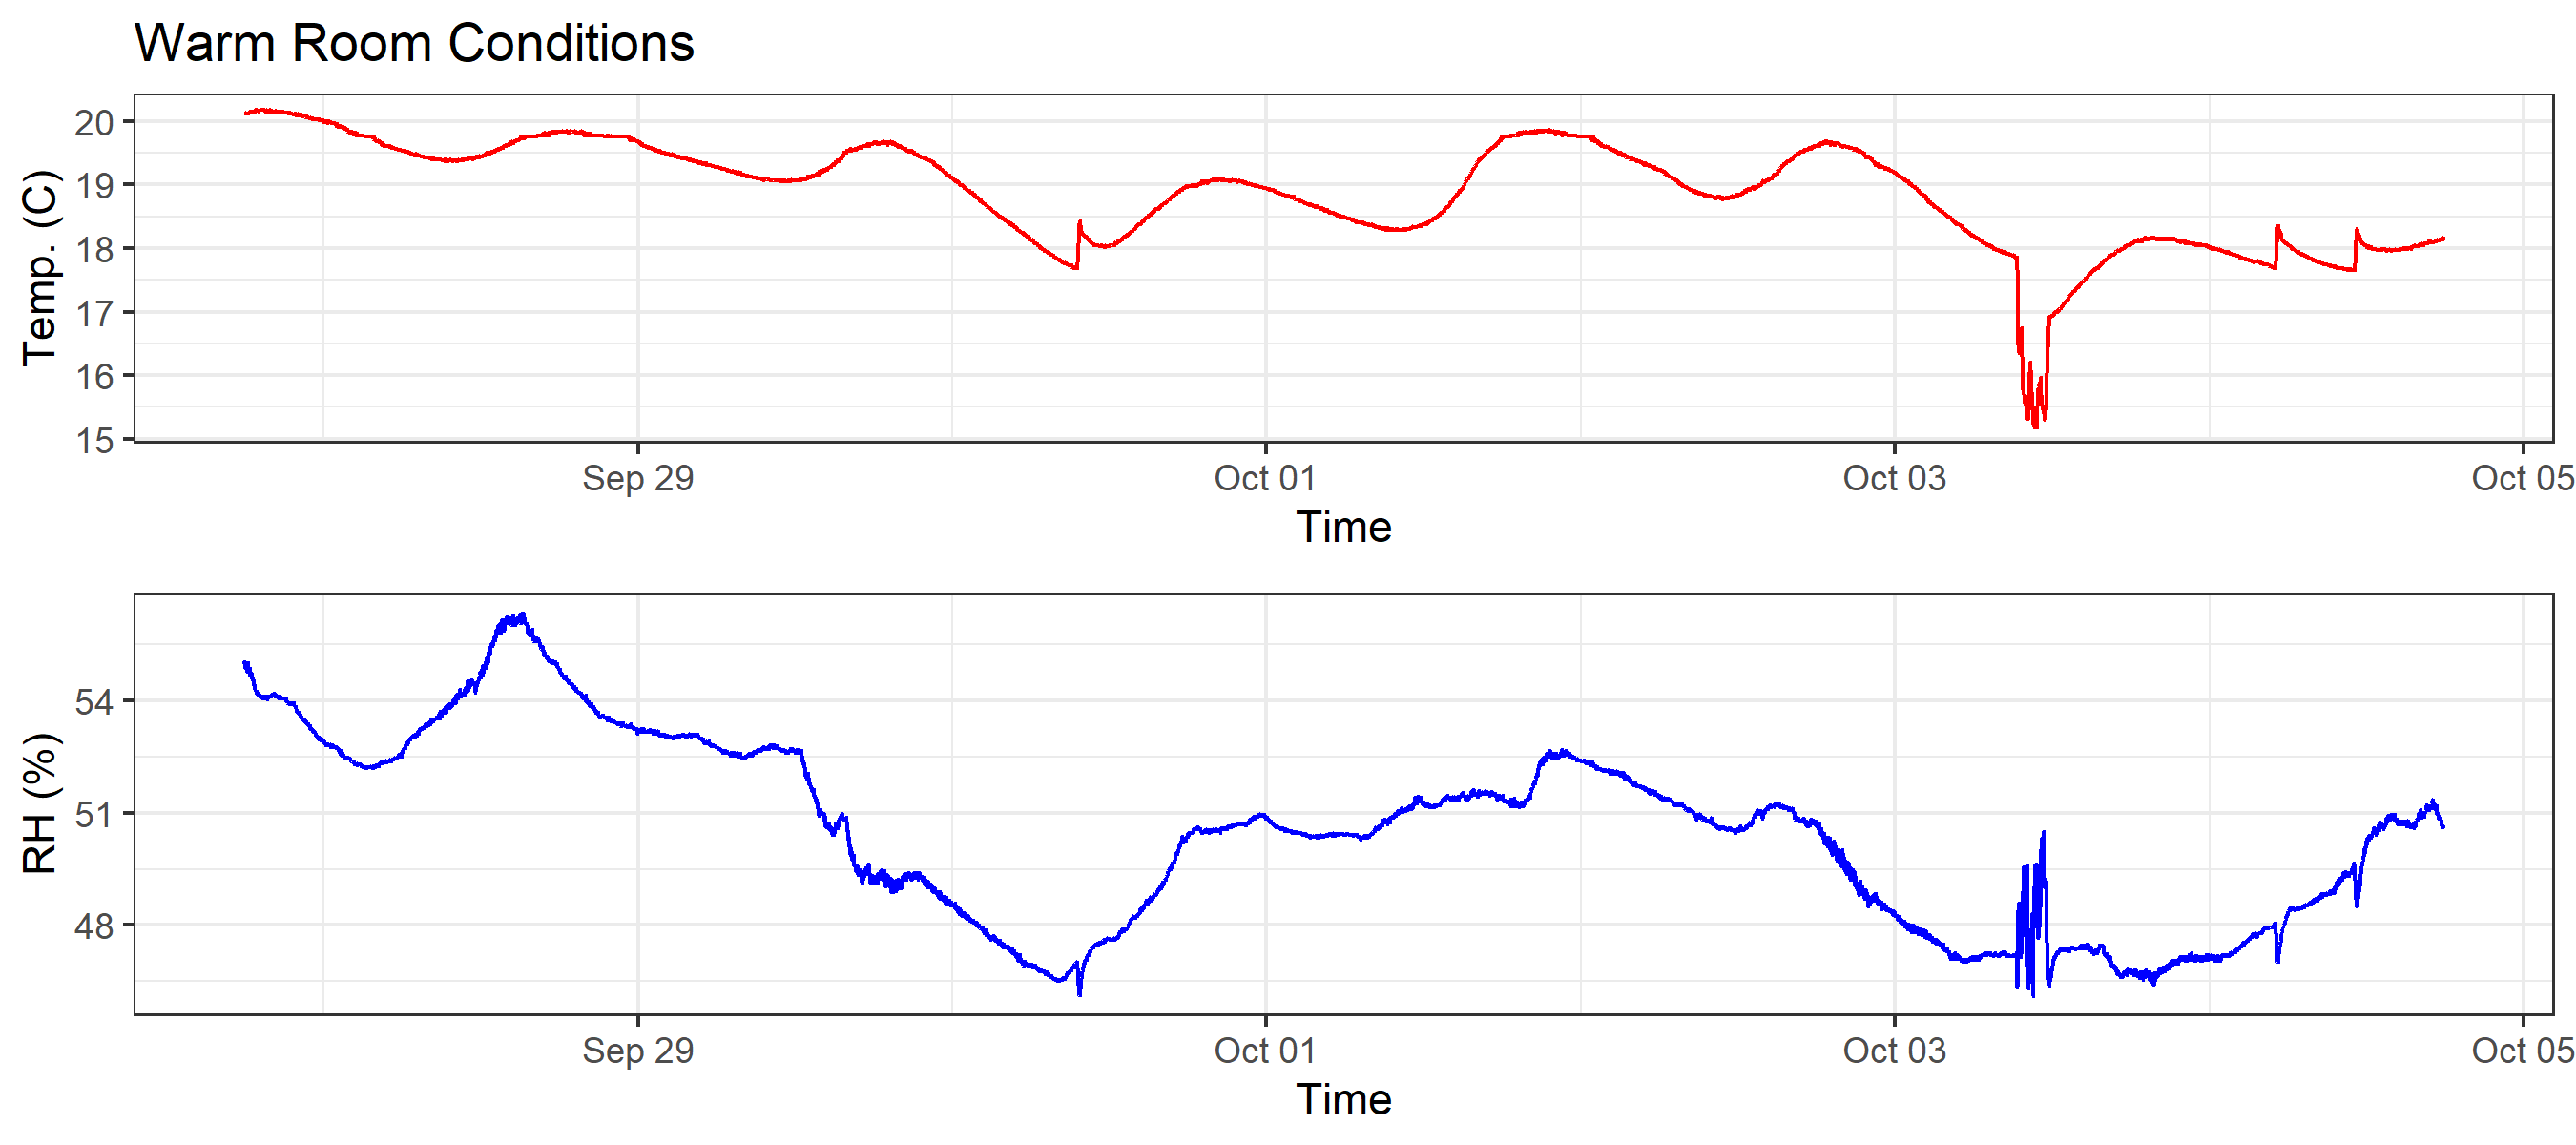 Warm Room Conditions
Temp. (C)
20
19
18
17
16
15
Sep 29 Oct 01 Oct 03 Oct 05
Time
RH (%)
54
51
48
Sep 29 Oct 01 Oct 03 Oct 05
Time